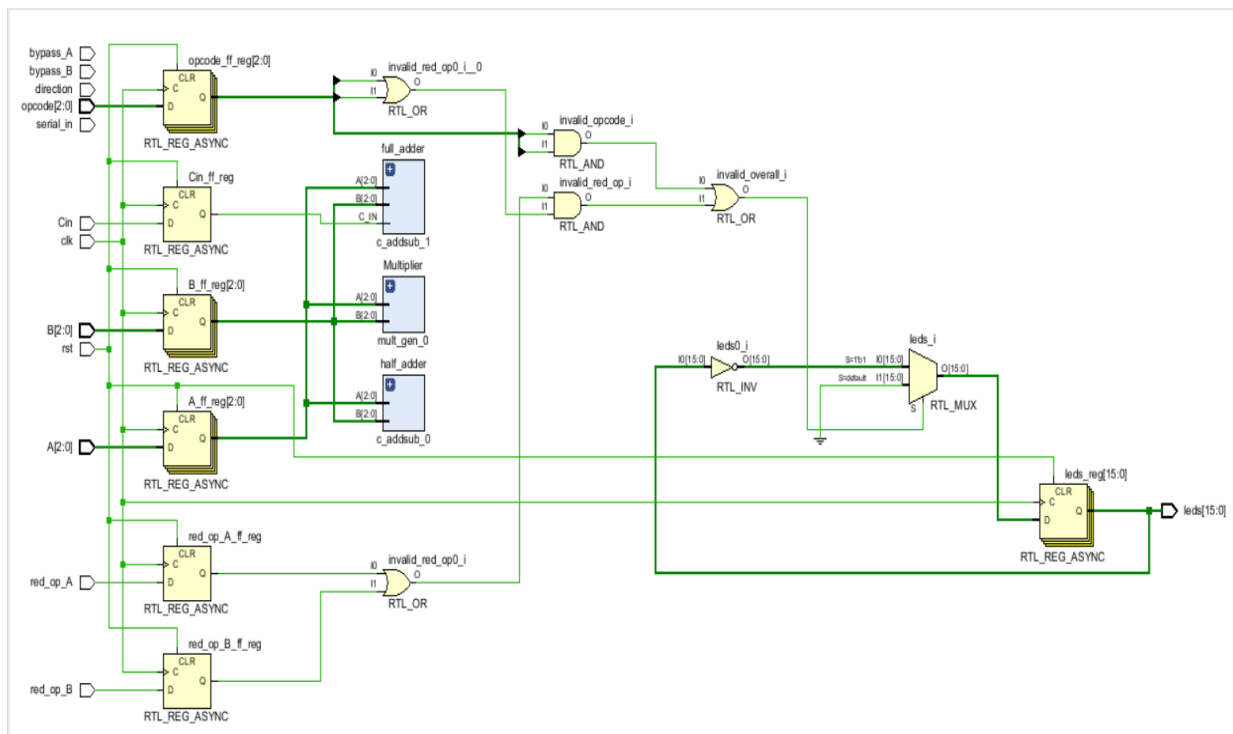 bypass_A
bypass_B
direction
opcode[2:0]
serial_in
opcode_ff_reg[2:0]
CLR
C
D
Q
RTL_REG_ASYNC
invalid_red_op0_i__0
I0
I1
O
RTL_OR
invalid_opcode_i
I0
I1
O
RTL_AND
full_adder
A[2:0]
B[2:0]
C_IN
c_addsub_1
invalid_red_op_i
I0
I1
O
RTL_AND
invalid_overall_i
I0
I1
O
RTL_OR
Cin_ff_reg
CLR
C
D
Q
RTL_REG_ASYNC
Cin
clk
B_ff_reg[2:0]
CLR
C
D
Q
RTL_REG_ASYNC
B[2:0]
rst
Multiplier
A[2:0]
B[2:0]
mult_gen_0
half_adder
A[2:0]
B[2:0]
c_addsub_0
leds0_i
I0[15:0]
O[15:0]
RTL_INV
leds_i
S=1'b1
I0[15:0]
S=default
I1[15:0]
O[15:0]
S
RTL_MUX
A_ff_reg[2:0]
CLR
C
D
Q
RTL_REG_ASYNC
A[2:0]
leds_reg[15:0]
CLR
C
D
Q
RTL_REG_ASYNC
leds[15:0]
red_op_A_ff_reg
CLR
C
D
Q
RTL_REG_ASYNC
red_op_A
invalid_red_op0_i
I0
I1
O
RTL_OR
red_op_B_ff_reg
CLR
C
D
Q
RTL_REG_ASYNC
red_op_B